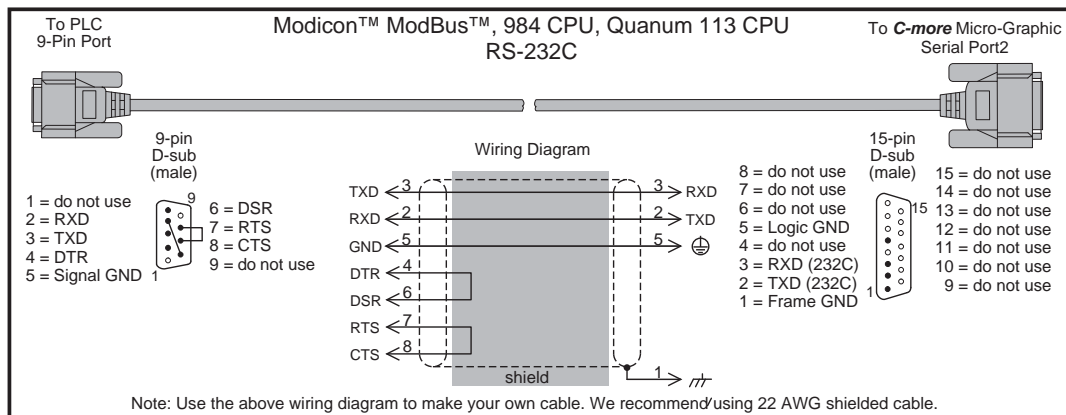 To PLC
9-Pin Port
Modicon™ ModBus™, 984 CPU, Quanum 113 CPU
RS-232C
To C-more Micro-Graphic
Serial Port2
9-pin
D-sub
(male)
1 = do not use
2 = RXD
3 = TXD
4 = DTR
5 = Signal GND
9
1
6 = DSR
7 = RTS
8 = CTS
9 = do not use
Wiring Diagram
TXD 3 3 RXD
RXD 2 2 TXD
GND 5 5
DTR 4
DSR 6
RTS 7
CTS 8
1
shield
15-pin
D-sub
(male)
8 = do not use
7 = do not use
6 = do not use
5 = Logic GND
4 = do not use
3 = RXD (232C)
2 = TXD (232C)
1 = Frame GND
15
1
15 = do not use
14 = do not use
13 = do not use
12 = do not use
11 = do not use
10 = do not use
9 = do not use
Note: Use the above wiring diagram to make your own cable. We recommend using 22 AWG shielded cable.